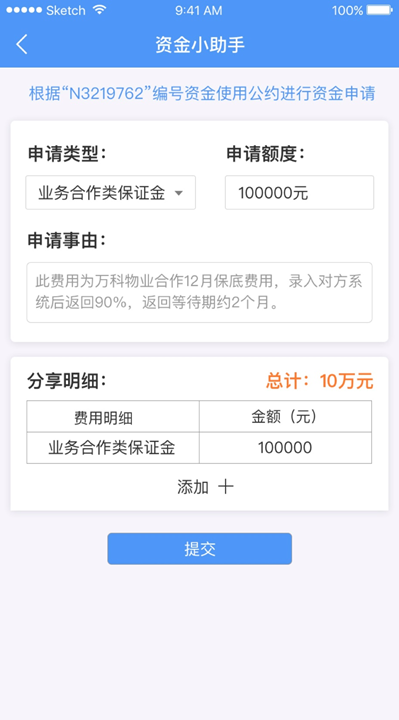 Sketch 9:41 AM 100%
资金小助手
根据“N3219762”编号资金使用公约进行资金申请
申请类型： 申请额度：
业务合作类保证金 100000元
申请事由：
此费用为万科物业合作12月保底费用，录入对方系
统后返回90%，返回等待期约2个月。
分享明细： 总计：10万元
费用明细 金额（元）
业务合作类保证金 100000
添加
提交